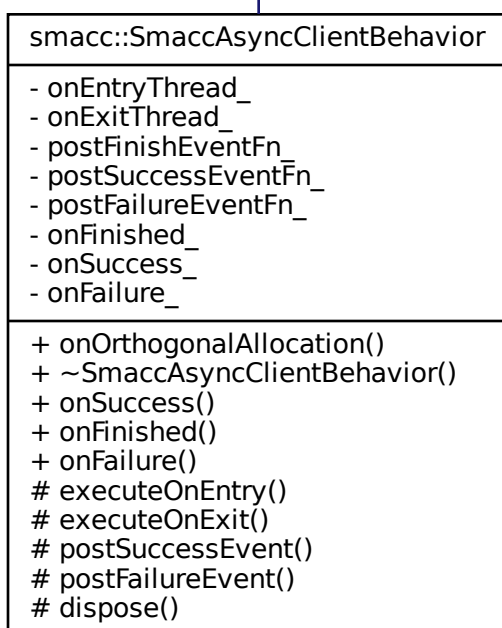 smacc::SmaccAsyncClientBehavior
- onEntryThread_
- onExitThread_
- postFinishEventFn_
- postSuccessEventFn_
- postFailureEventFn_
- onFinished_
- onSuccess_
- onFailure_
+ onOrthogonalAllocation()
+ ~SmaccAsyncClientBehavior()
+ onSuccess()
+ onFinished()
+ onFailure()
# executeOnEntry()
# executeOnExit()
# postSuccessEvent()
# postFailureEvent()
# dispose()